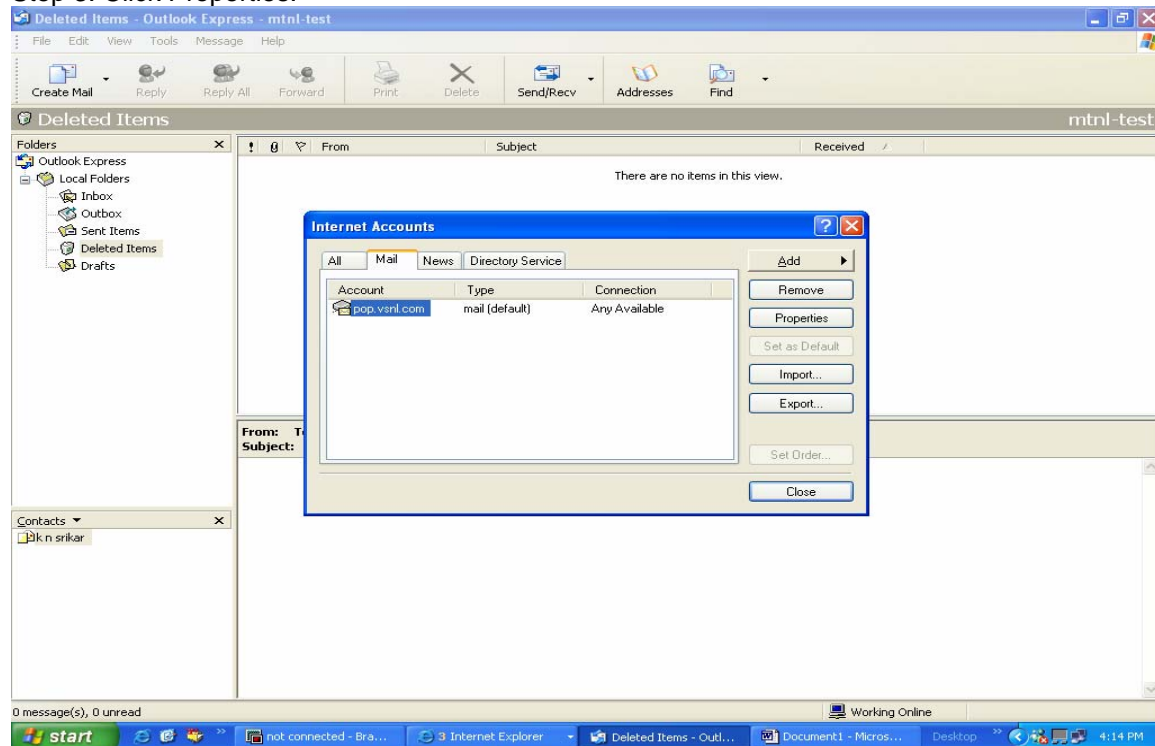 Deleted Items - Outlook Express - mtnl-test
File Edit View Tools Message Help
Create Mail Reply Reply All Forward Print Delete Send/Recv Addresses Find
Deleted Items mtnl-test
Folders
Outlook Express
Local Folders
Inbox
Outbox
Sent Items
Deleted Items
Drafts
! From Subject Received
There are no items in this view.
Internet Accounts
All Mail News Directory Service
Account Type Connection
pop.vsnl.com mail (default) Any Available
Add
Remove
Properties
Set as Default
Import...
Export...
Set Order...
Close
From: T
Subject:
Contacts
k n srikar
0 message(s), 0 unread Working Online
start not connected - Bra... 3 Internet Explorer Deleted Items - Outl... Document1 - Micros... Desktop 4:14 PM